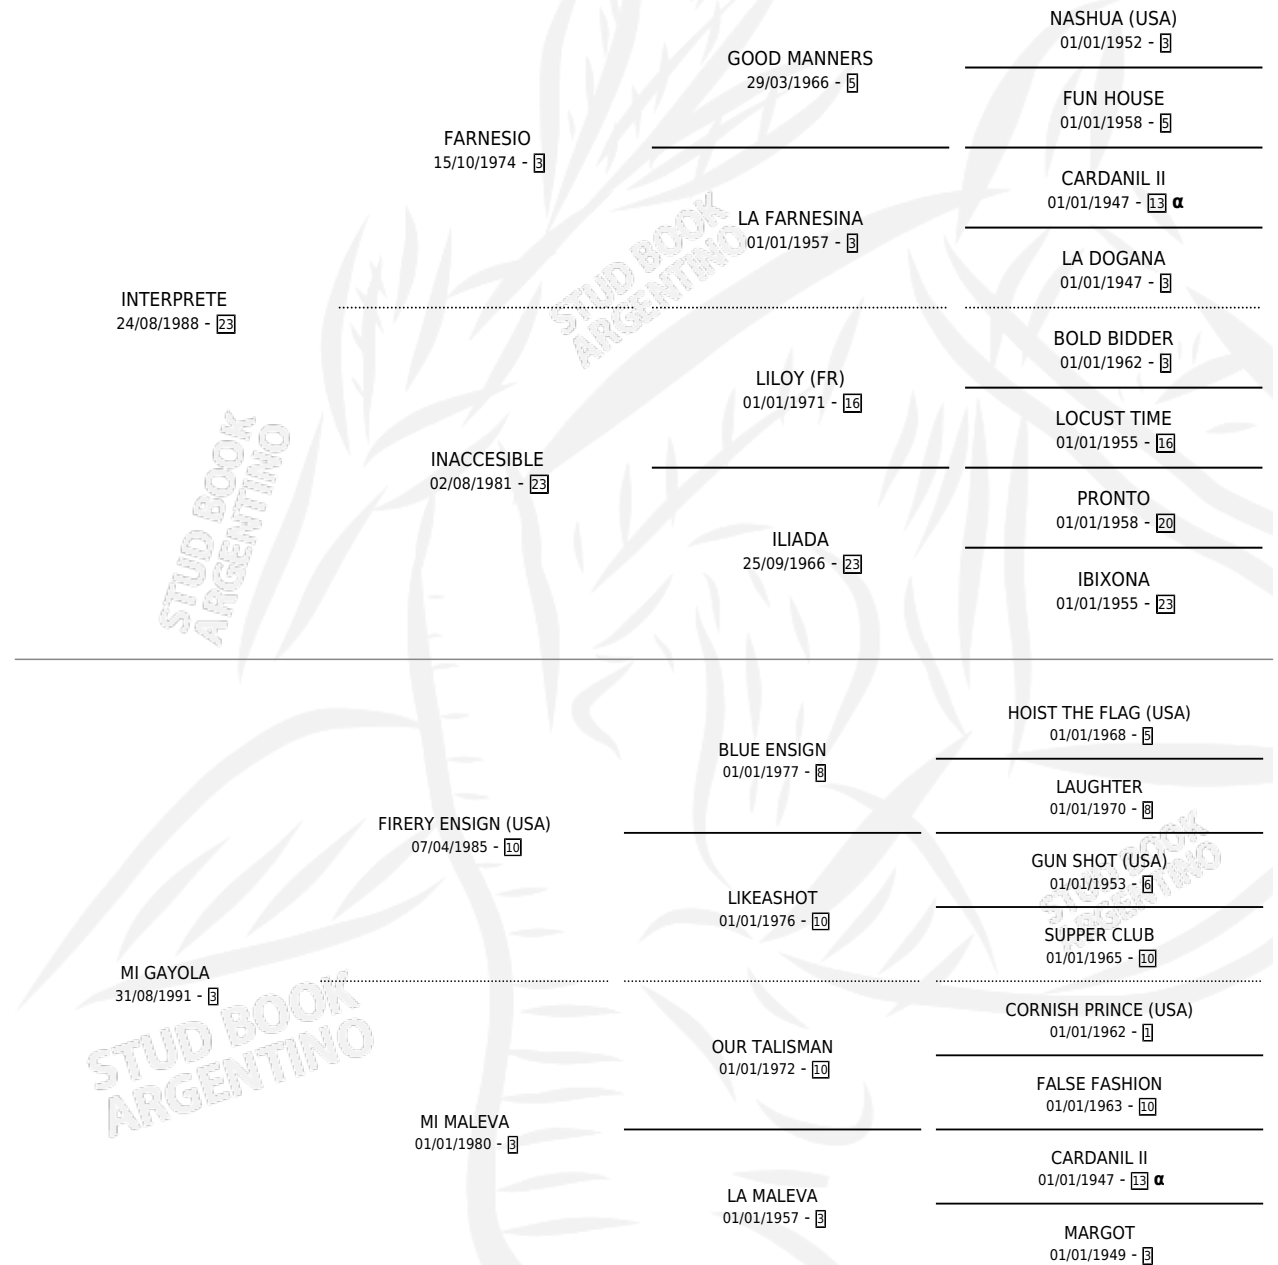 NASHUA (USA)
01/01/1952 - 3
GOOD MANNERS
29/03/1966 - 5
FUN HOUSE
01/01/1958 - 5
FARNESIO
15/10/1974 - 3
CARDANIL II
01/01/1947 - 13 α
LA FARNESINA
01/01/1957 - 3
LA DOGANA
01/01/1947 - 3
INTERPRETE
24/08/1988 - 23
BOLD BIDDER
01/01/1962 - 3
LILOY (FR)
01/01/1971 - 16
LOCUST TIME
01/01/1955 - 16
INACCESIBLE
02/08/1981 - 23
PRONTO
01/01/1958 - 20
ILIADA
25/09/1966 - 23
IBIXONA
01/01/1955 - 23
STUD BOOK
ARGENTINO
STUD BOOK
ARGENTINO
HOIST THE FLAG (USA)
01/01/1968 - 5
BLUE ENSIGN
01/01/1977 - 8
LAUGHTER
01/01/1970 - 8
FIRERY ENSIGN (USA)
07/04/1985 - 10
GUN SHOT (USA)
01/01/1953 - 6
LIKEASHOT
01/01/1976 - 10
SUPPER CLUB
01/01/1965 - 10
MI GAYOLA
31/08/1991 - 3
CORNISH PRINCE (USA)
01/01/1962 - 1
OUR TALISMAN
01/01/1972 - 10
FALSE FASHION
01/01/1963 - 10
MI MALEVA
01/01/1980 - 3
CARDANIL II
01/01/1947 - 13 α
LA MALEVA
01/01/1957 - 3
MARGOT
01/01/1949 - 3
STUD BOOK
ARGENTINO
STUD BOOK
ARGENTINO